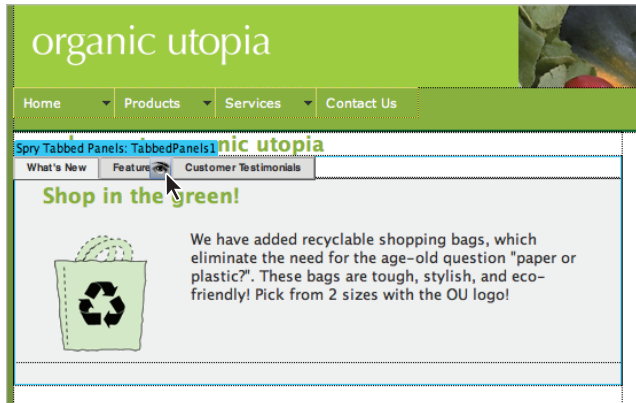 organic utopia
Home Products Services Contact Us
nic utopia
Spry Tabbed Panels: TabbedPanels1
What's New Feature Customer Testimonials
Shop in the green!
We have added recyclable shopping bags, which
eliminate the need for the age-old question "paper or
plastic?". These bags are tough, stylish, and eco-
friendly! Pick from 2 sizes with the OU logo!